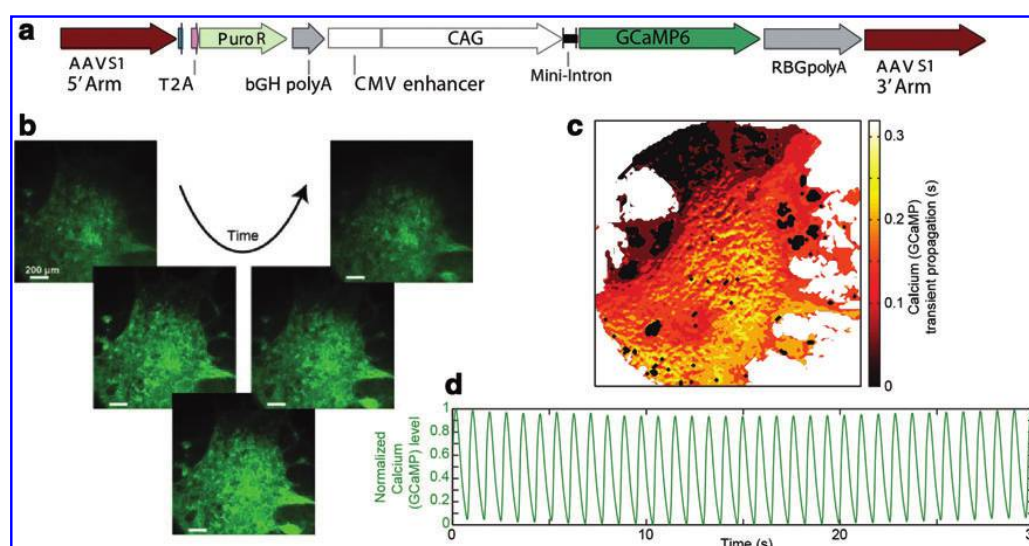 a
Puro R
CAG
GCaMP6
AAVS1
5' Arm
T2A
bGH polyA
CMV enhancer
Mini-Intron
RBGpolyA
AAVS1
3' Arm
b
Time
200 µm
c
0.3
0.2
0.1
0
Calcium (GCaMP)
transient propagation (s)
d
Normalized
Calcium
(GCaMP) level
1
0.8
0.6
0.4
0.2
0
0
10
20
Time (s)